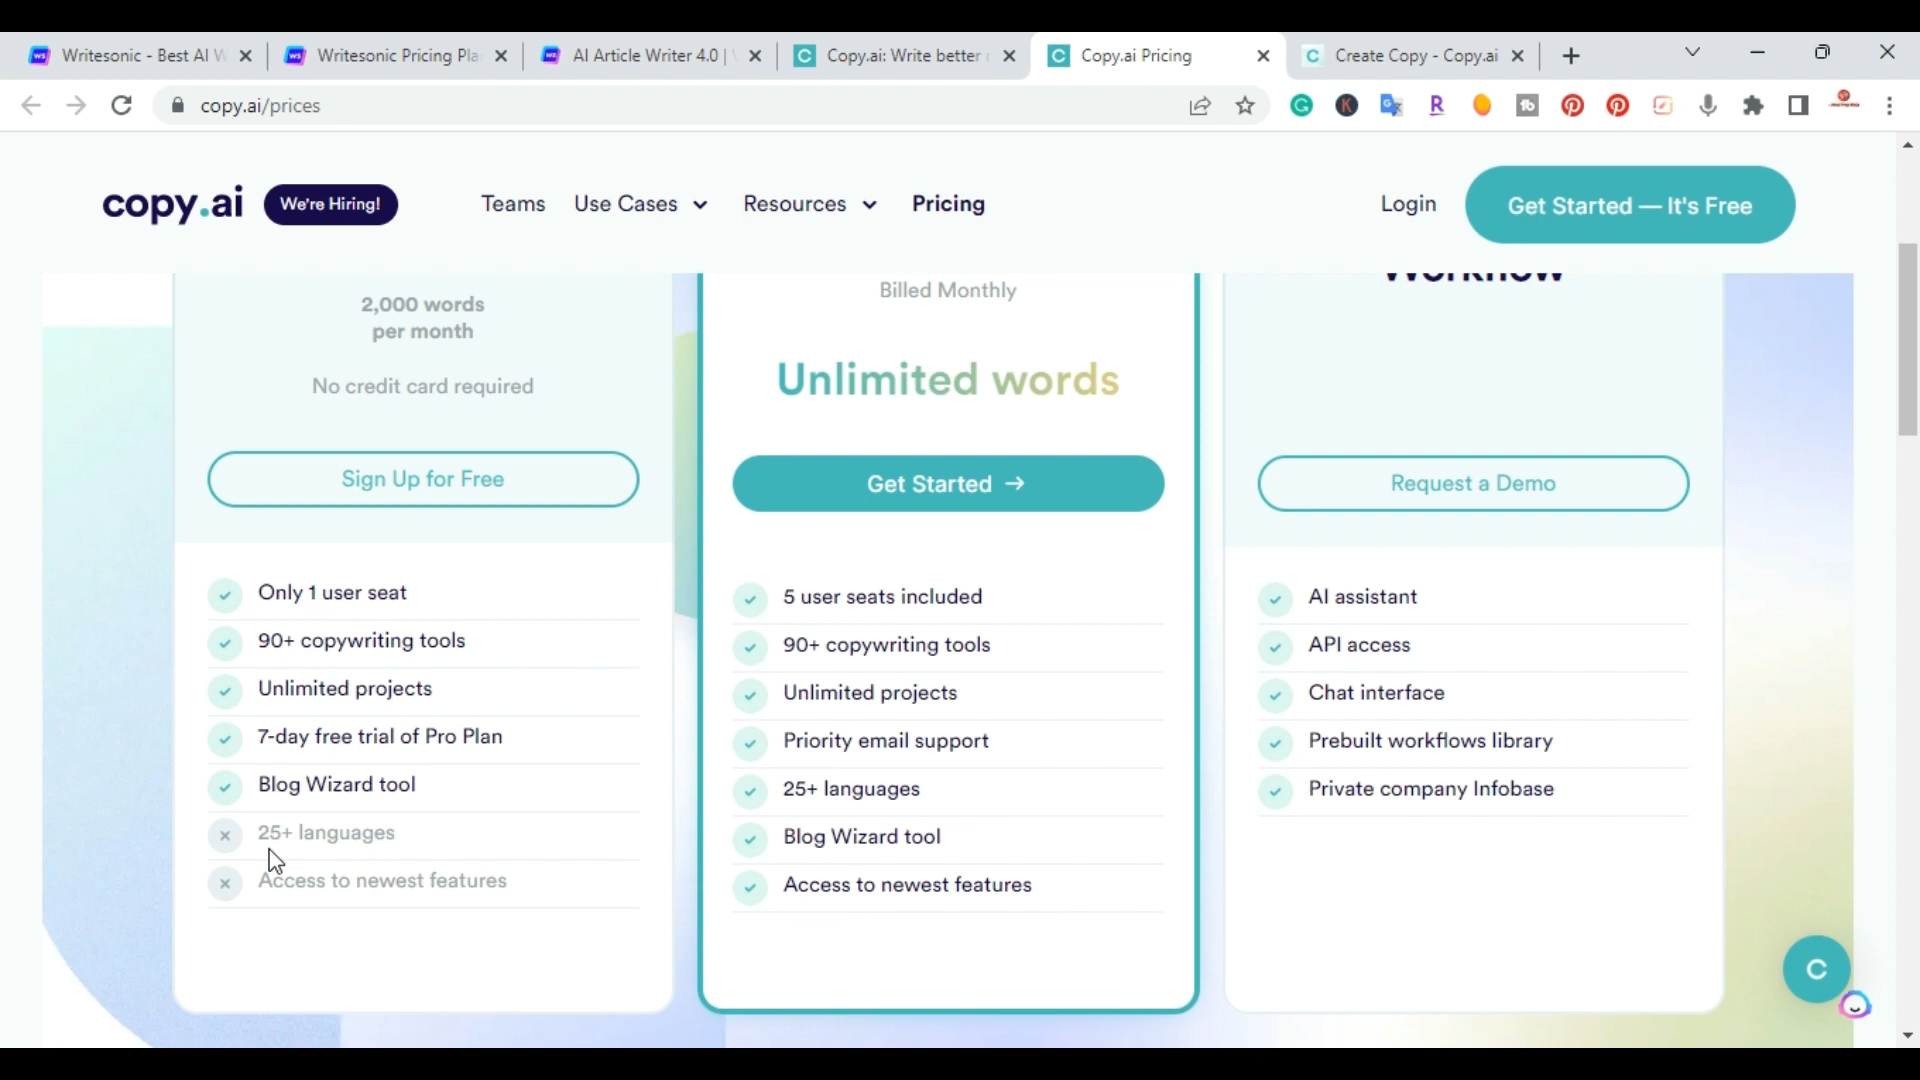 Writesonic - Best AI W
Writesonic Pricing Pla
AI Article Writer 4.0 |
Copy.ai: Write better
Copy.ai Pricing
Create Copy - Copy.ai
copy.ai/prices
copy.ai
We're Hiring!
Teams
Use Cases
Resources
Pricing
Login
Get Started — It's Free
2,000 words
per month
No credit card required
Sign Up for Free
Only 1 user seat
90+ copywriting tools
Unlimited projects
7-day free trial of Pro Plan
Blog Wizard tool
25+ languages
Access to newest features
Billed Monthly
Unlimited words
Get Started →
5 user seats included
90+ copywriting tools
Unlimited projects
Priority email support
25+ languages
Blog Wizard tool
Access to newest features
Workflow
Request a Demo
AI assistant
API access
Chat interface
Prebuilt workflows library
Private company Infobase